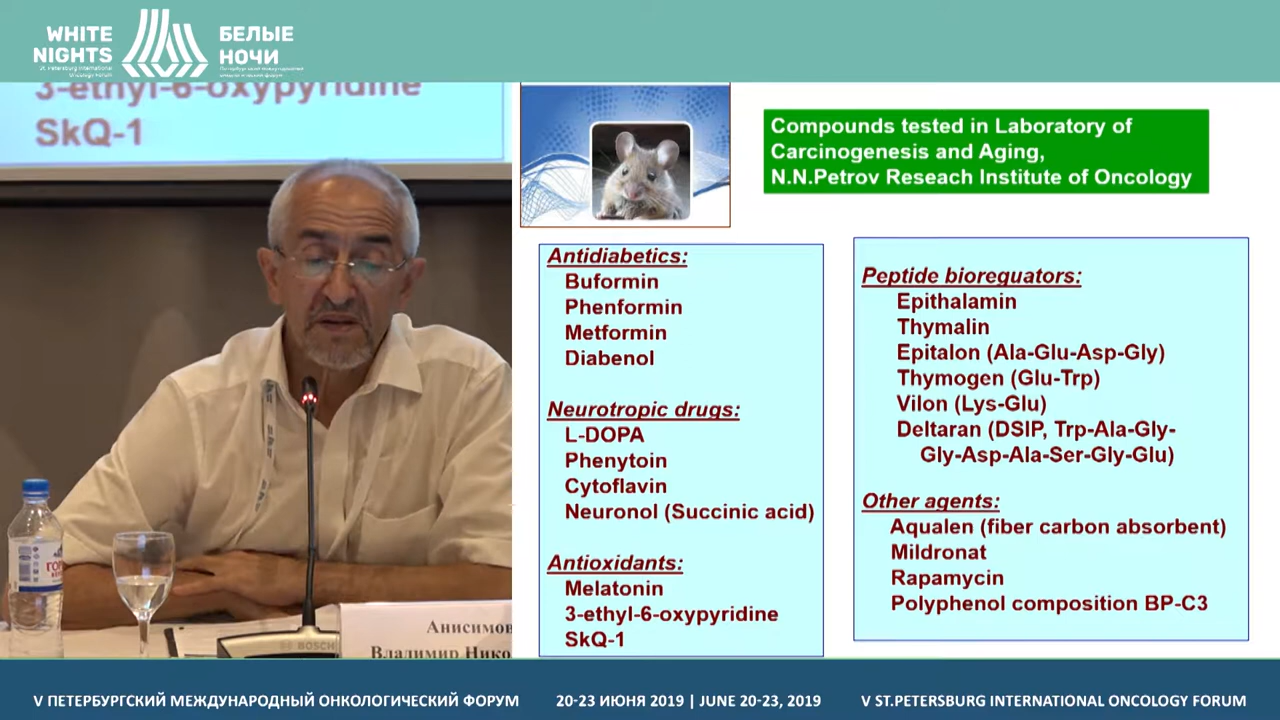 WHITE
NIGHTS
St. Petersburg International
Oncology Forum
БЕЛЫЕ
НОЧИ
3-ethyl-6-oxypyridine
SkQ-1
Compounds tested in Laboratory of
Carcinogenesis and Aging,
N.N.Petrov Reseach Institute of Oncology
Antidiabetics:
Buformin
Phenformin
Metformin
Diabenol
Neurotropic drugs:
L-DOPA
Phenytoin
Cytoflavin
Neuronol (Succinic acid)
Antioxidants:
Melatonin
3-ethyl-6-oxypyridine
SkQ-1
Peptide bioreguators:
Epithalamin
Thymalin
Epitalon (Ala-Glu-Asp-Gly)
Thymogen (Glu-Trp)
Vilon (Lys-Glu)
Deltaran (DSIP, Trp-Ala-Gly-
Gly-Asp-Ala-Ser-Gly-Glu)
Other agents:
Aqualen (fiber carbon absorbent)
Mildronat
Rapamycin
Polyphenol composition BP-C3
BOSCH
Анисимов
Владимир Нико
V ПЕТЕРБУРГСКИЙ МЕЖДУНАРОДНЫЙ ОНКОЛОГИЧЕСКИЙ ФОРУМ
20-23 ИЮНЯ 2019 | JUNE 20-23, 2019
V ST.PETERSBURG INTERNATIONAL ONCOLOGY FORUM